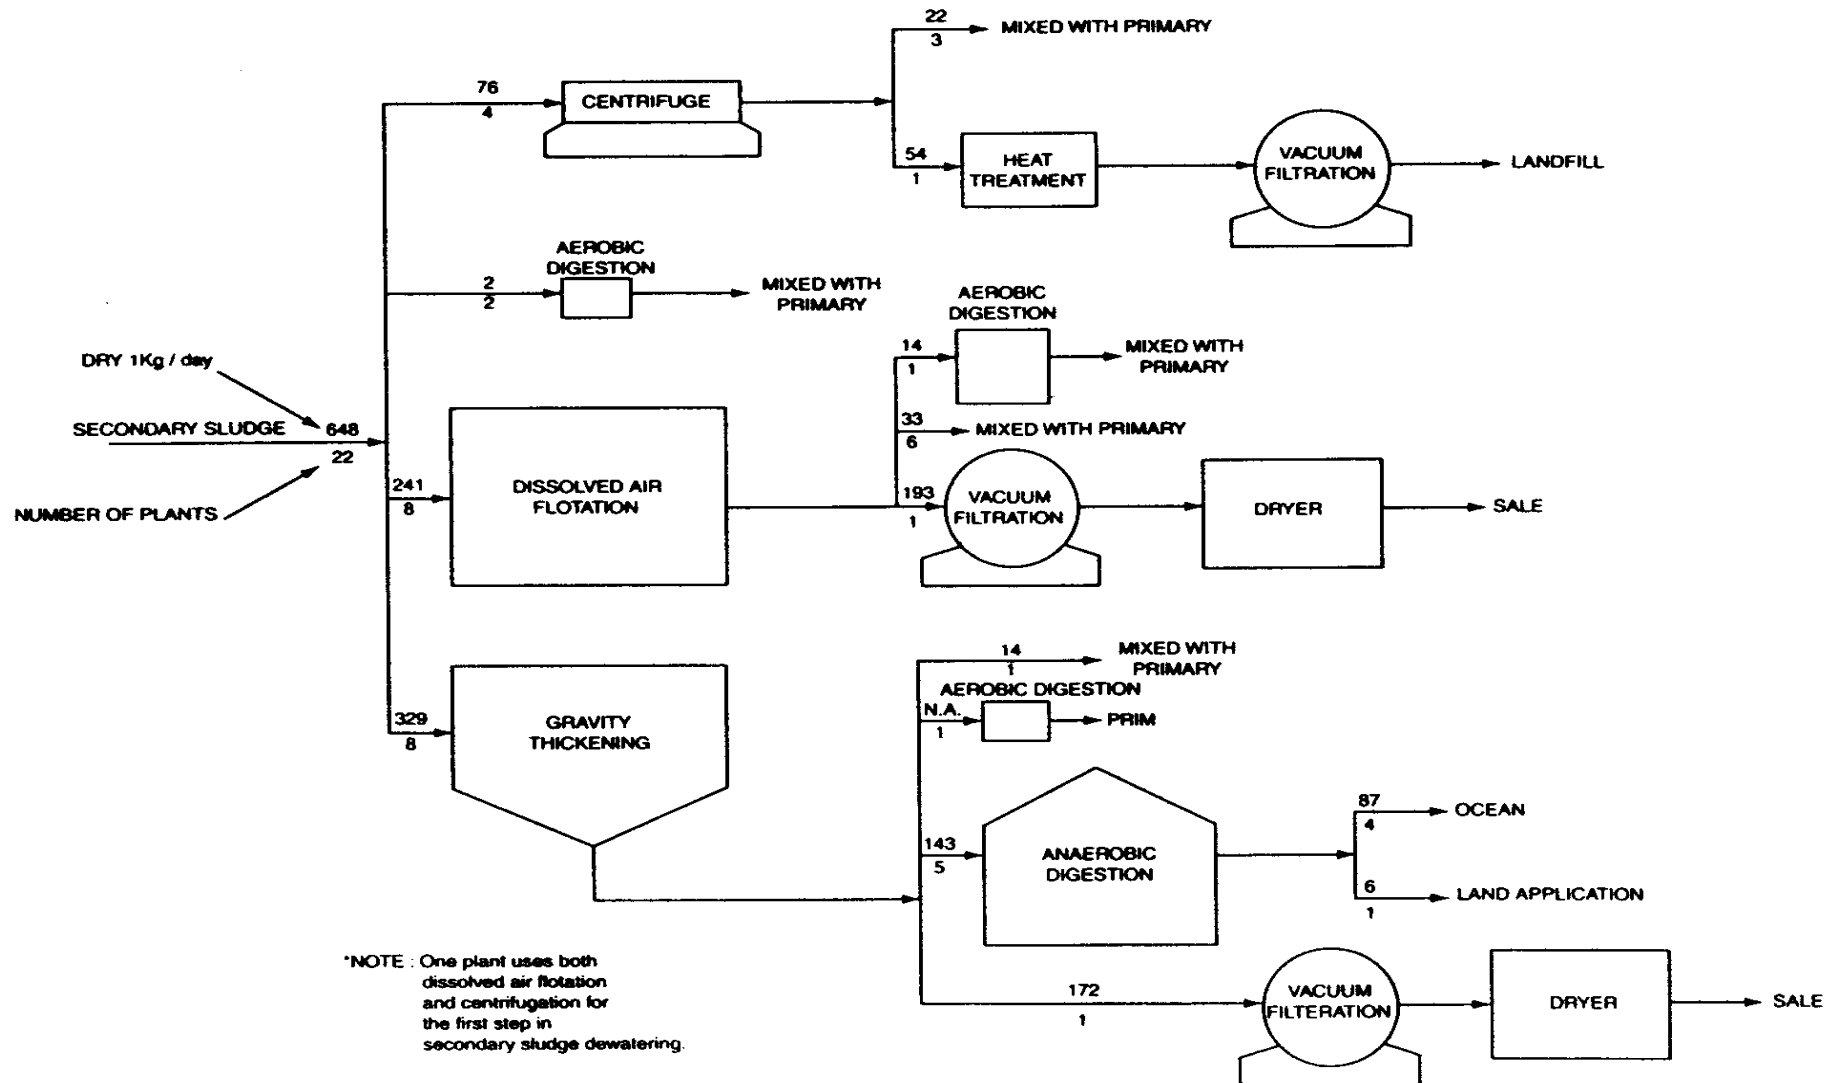 22
3
MIXED WITH PRIMARY
76
4
CENTRIFUGE
54
1
HEAT
TREATMENT
VACUUM
FILTRATION
LANDFILL
AEROBIC
DIGESTION
2
2
MIXED WITH
PRIMARY
AEROBIC
DIGESTION
14
1
MIXED WITH
PRIMARY
DRY 1Kg / day
SECONDARY SLUDGE
648
22
NUMBER OF PLANTS
33
6
MIXED WITH PRIMARY
241
8
DISSOLVED AIR
FLOTATION
193
1
VACUUM
FILTRATION
DRYER
SALE
14
1
MIXED WITH
PRIMARY
AEROBIC DIGESTION
N.A.
1
PRIM
329
8
GRAVITY
THICKENING
143
5
ANAEROBIC
DIGESTION
87
4
OCEAN
6
1
LAND APPLICATION
172
1
VACUUM
FILTERATION
DRYER
SALE
*NOTE : One plant uses both
dissolved air flotation
and centrifugation for
the first step in
secondary sludge dewatering.